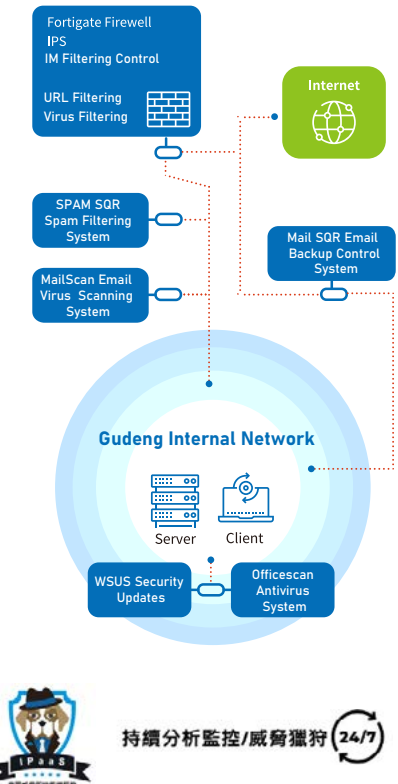 Fortigate Firewell
IPS
IM Filtering Control
URL Filtering
Virus Filtering
Internet
SPAM SQR
Spam Filtering
System
Mail SQR Email
Backup Control
System
MailScan Email
Virus Scanning
System
Gudeng Internal Network
Server
Client
WSUS Security
Updates
Officescan
Antivirus
System
IPaaS
持續分析監控/威脅獵狩
24/7